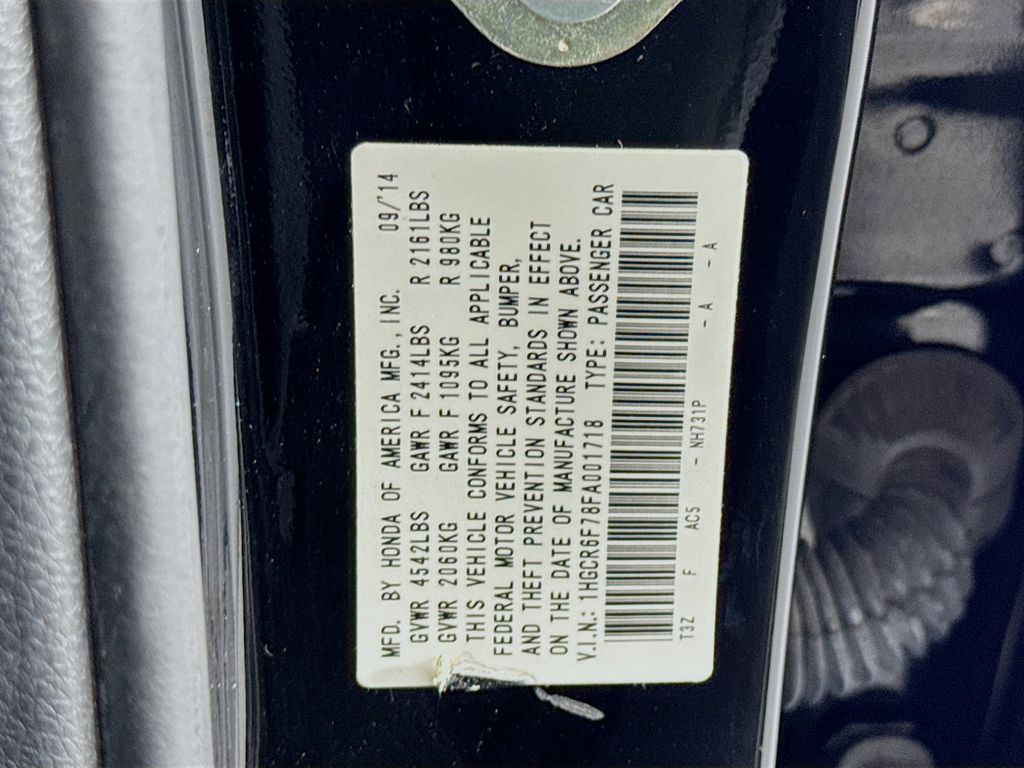 MFD. BY HONDA OF AMERICA MFG., INC. 09/14
GVWR 4542LBS GAWR F 2414LBS R 2161LBS
GVWR 2060KG GAWR F 1095KG R 980KG
THIS VEHICLE CONFORMS TO ALL APPLICABLE
FEDERAL MOTOR VEHICLE SAFETY, BUMPER,
AND THEFT PREVENTION STANDARDS IN EFFECT
ON THE DATE OF MANUFACTURE SHOWN ABOVE.
V.I.N.: 1HGCR6F78FA001718 TYPE: PASSENGER CAR
T3Z F AC5 - NH731P - A - A